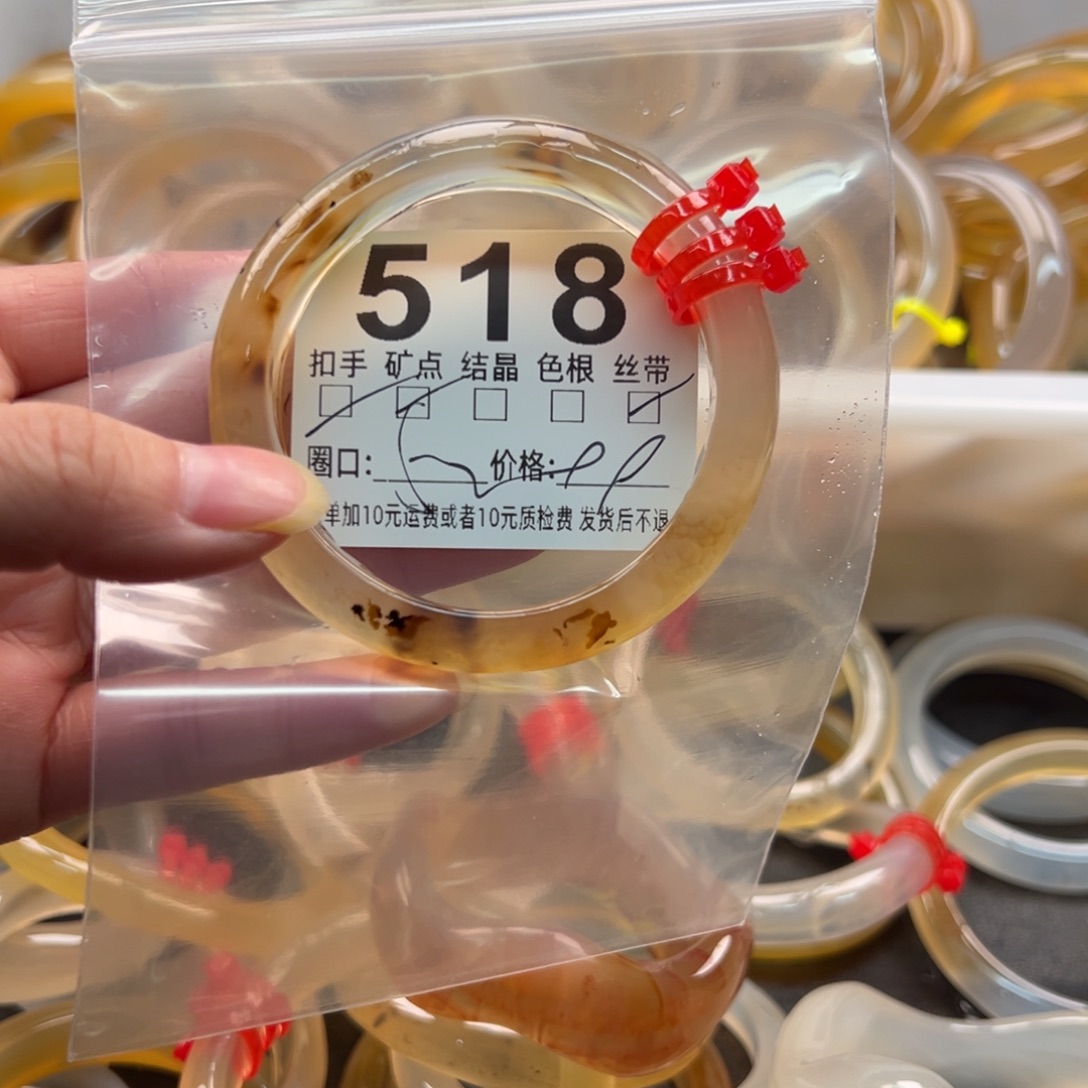 518
扣手 矿点 结晶 色根 丝带
圈口: 价格:
单加10元运费或者10元质检费 发货后不退